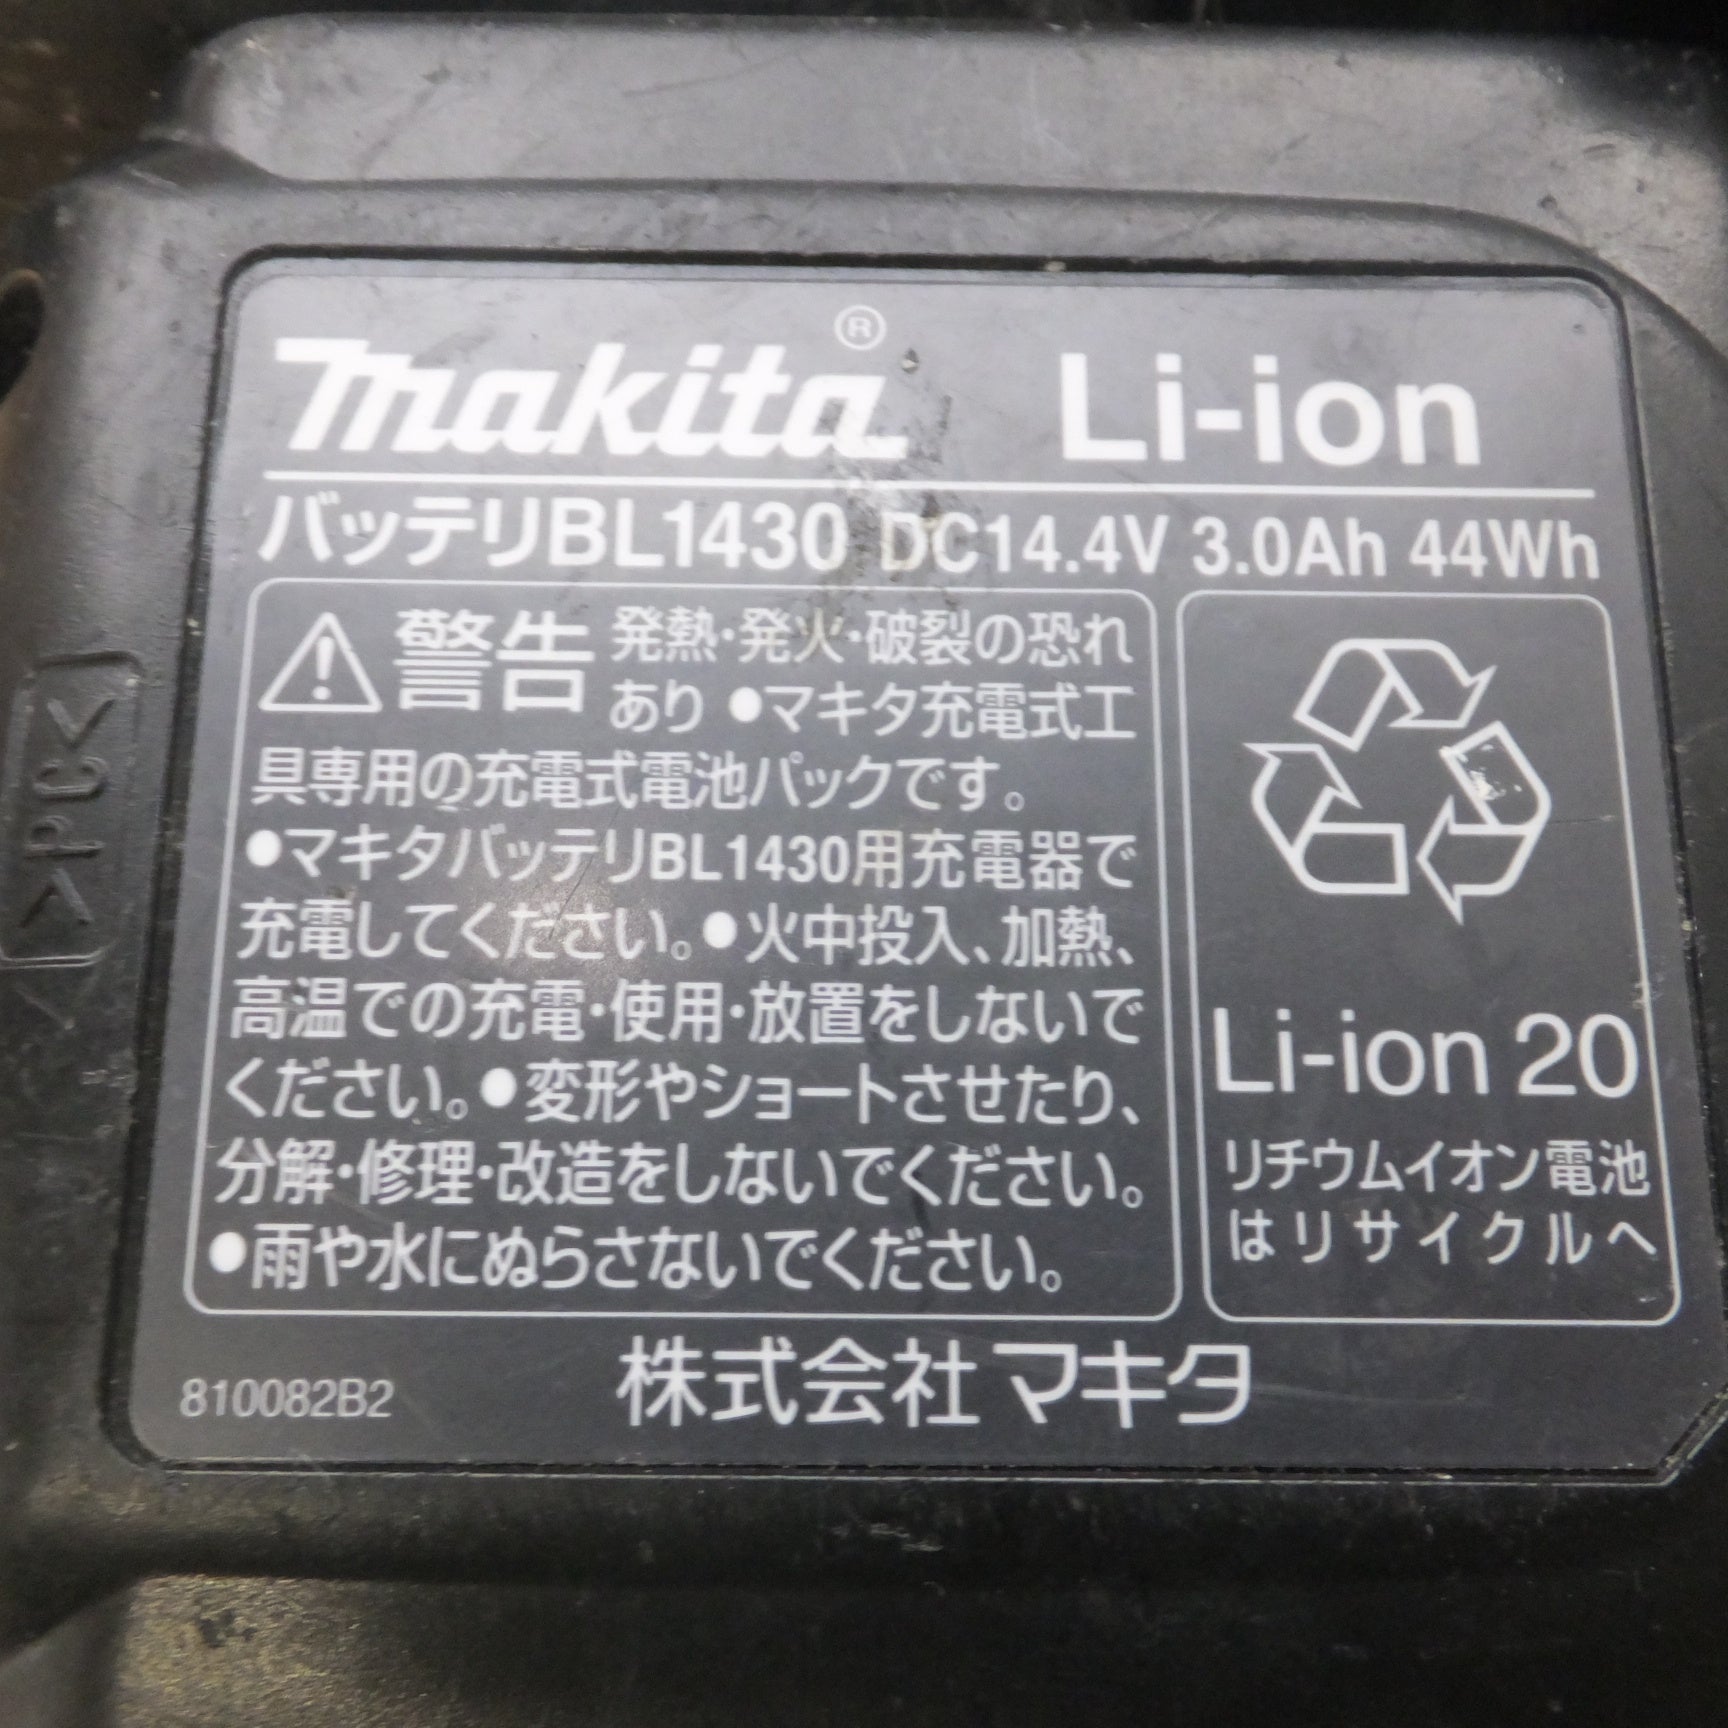 makita® Li-ion
バッテリBL1430 DC14.4V 3.0Ah 44Wh
警告 発熱・発火・破裂の恐れ
あり ●マキタ充電式工
具専用の充電式電池パックです。
●マキタバッテリBL1430用充電器で
充電してください。●火中投入、加熱、
高温での充電・使用・放置をしないで
ください。●変形やショートさせたり、
分解・修理・改造をしないでください。
●雨や水にぬらさないでください。
Li-ion 20
リチウムイオン電池
はリサイクルへ
810082B2 株式会社マキタ
>PC<